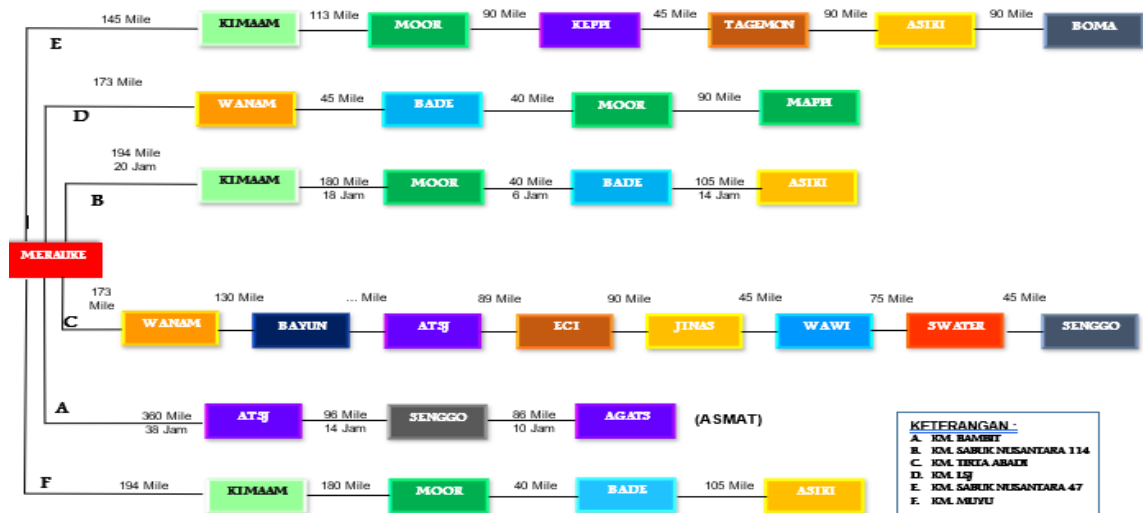 145 Mile
KIMAAM
113 Mile
MOOR
90 Mile
KEPPI
45 Mile
TAGEMON
90 Mile
ASIKI
90 Mile
BOMA
E
173 Mile
WANAM
45 Mile
BADE
40 Mile
MOOR
90 Mile
MAPPI
D
194 Mile
20 Jam
KIMAAM
180 Mile
18 Jam
MOOR
40 Mile
6 Jam
BADE
105 Mile
14 Jam
ASIKI
B
MERAUKE
173
Mile
C
WANAM
130 Mile
BAYUN
... Mile
ATSJ
89 Mile
ECI
90 Mile
JINAS
45 Mile
WAWI
75 Mile
SWATER
45 Mile
SENGGO
A
360 Mile
38 Jam
ATSJ
96 Mile
14 Jam
SENGGO
86 Mile
10 Jam
AGATS
(ASMAT)
F
194 Mile
KIMAAM
180 Mile
MOOR
40 Mile
BADE
105 Mile
ASIKI
KETERANGAN :
A. KM. BAMBIT
B. KM. SABUK NUSANTARA 114
C. KM. TIRTA ABADI
D. KM. LSJ
E. KM. SABUK NUSANTARA 47
F. KM. MUYU